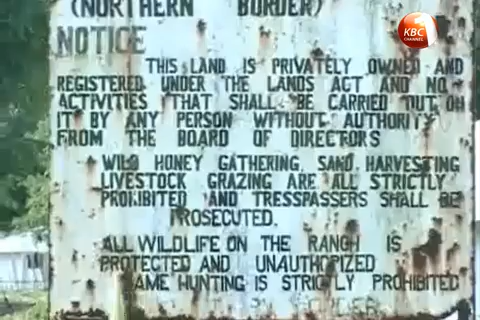 (NORTHERN BORDER)
NOTICE
THIS LAND IS PRIVATELY OWNED AND
REGISTERED UNDER THE LANDS ACT AND NO
ACTIVITIES THAT SHALL BE CARRIED OUT ON
IT BY ANY PERSON WITHOUT AUTHORITY
FROM THE BOARD OF DIRECTORS
WILD HONEY GATHERING, SAND HARVESTING
LIVESTOCK GRAZING ARE ALL STRICTLY
PROHIBITED AND TRESSPASSERS SHALL BE
PROSECUTED.
ALL WILDLIFE ON THE RANCH IS
PROTECTED AND UNAUTHORIZED
GAME HUNTING IS STRICTLY PROHIBITED
1
KBC
CHANNEL